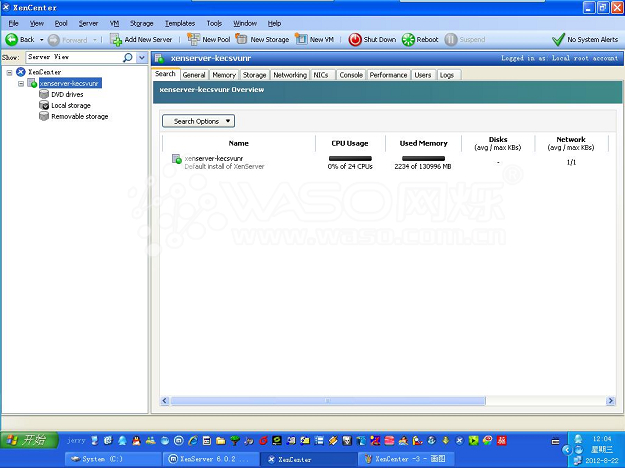 XenCenter
File View Pool Server VM Storage Templates Tools Window Help
Back Forward Add New Server New Pool New Storage New VM Shut Down Reboot Suspend No System Alerts
Show: Server View
xenserver-kecsvunr Logged in as: Local root account
XenCenter
xenserver-kecsvunr
DVD drives
Local storage
Removable storage
Search General Memory Storage Networking NICs Console Performance Users Logs
xenserver-kecsvunr Overview
Search Options
Name CPU Usage Used Memory Disks (avg / max KBs) Network (avg / max KBs)
xenserver-kecsvunr 0% of 24 CPUs 2234 of 130996 MB - 1/1
Default install of XenServer
WASO网烁
www.waso.com.cn
开始 jerry 12:04
星期三
2012-8-22
System (C:) XenServer 6.0.2 ... XenCenter XenCenter -3 - 画图